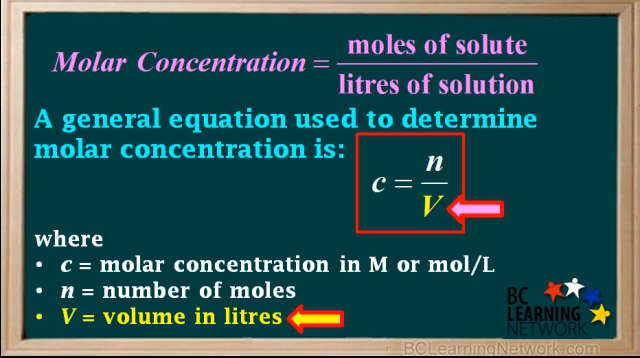 Molar Concentration = moles of solute / litres of solution
A general equation used to determine
molar concentration is:
c = n / V
where
• c = molar concentration in M or mol/L
• n = number of moles
• V = volume in litres
BC
LEARNING
NETWORK
BCLearningNetwork.com